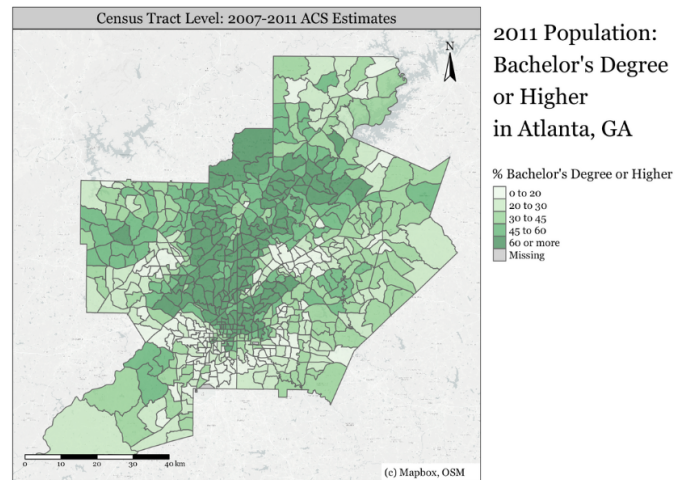 Census Tract Level: 2007-2011 ACS Estimates
2011 Population:
Bachelor's Degree
or Higher
in Atlanta, GA
N
% Bachelor's Degree or Higher
0 to 20
20 to 30
30 to 45
45 to 60
60 or more
Missing
0 10 20 30 40 km
(c) Mapbox, OSM